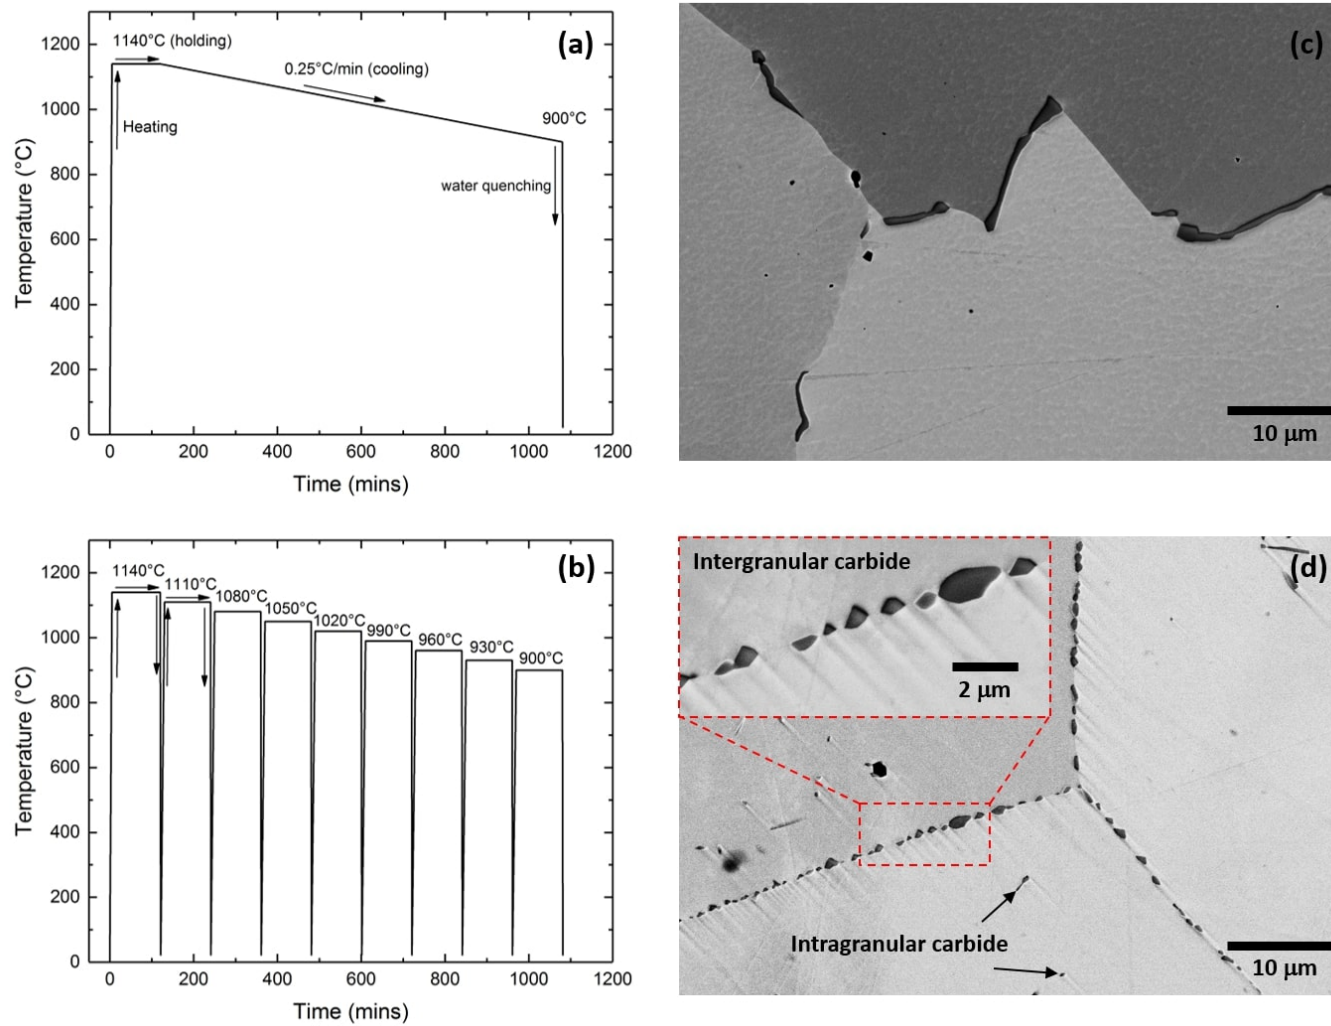 (a)
1140°C (holding)
0.25°C/min (cooling)
900°C
Heating
water quenching
1200
1000
800
600
400
200
0
Temperature (°C)
0 200 400 600 800 1000 1200
Time (mins)
(c)
10 μm
(b)
1140°C
1110°C
1080°C
1050°C
1020°C
990°C
960°C
930°C
900°C
1200
1000
800
600
400
200
0
Temperature (°C)
0 200 400 600 800 1000 1200
Time (mins)
(d)
Intergranular carbide
2 μm
Intragranular carbide
10 μm